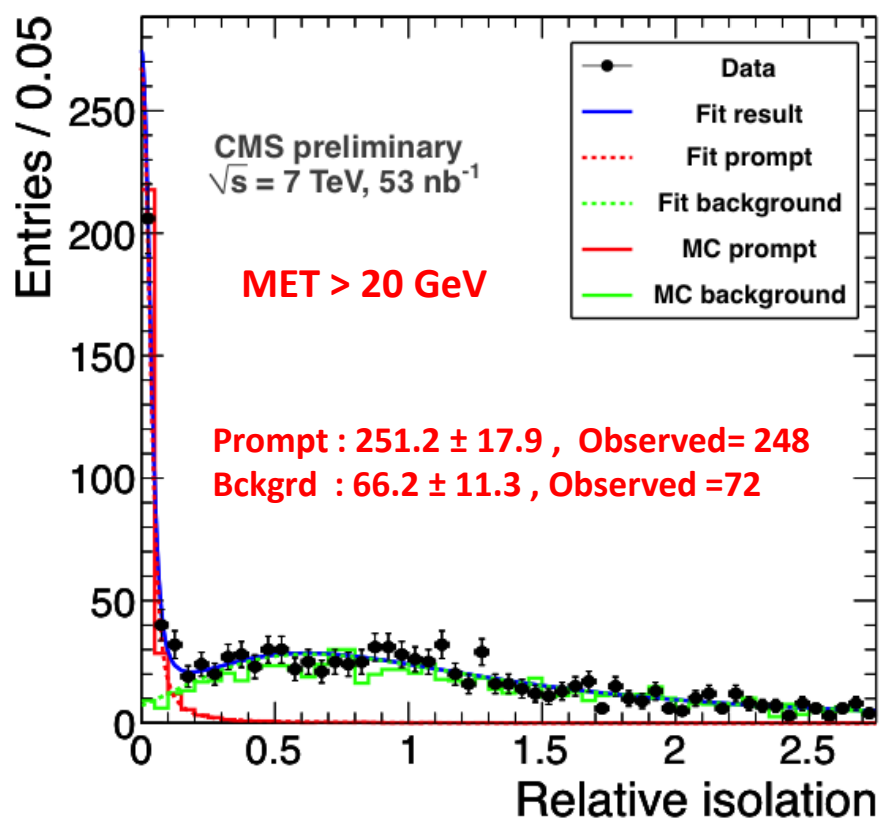 Entries / 0.05
250
200
150
100
50
0
Data
Fit result
Fit prompt
Fit background
MC prompt
MC background
CMS preliminary
√s = 7 TeV, 53 nb⁻¹
MET > 20 GeV
Prompt : 251.2 ± 17.9 , Observed= 248
Bckgrd : 66.2 ± 11.3 , Observed =72
0 0.5 1 1.5 2 2.5
Relative isolation